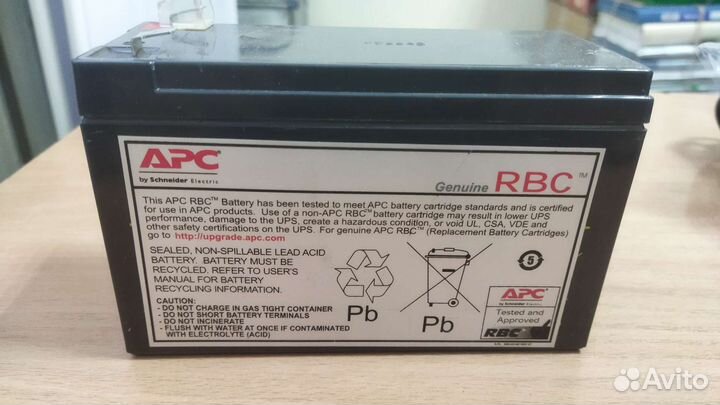 APC
by Schneider Electric
Genuine RBC™
This APC RBC™ Battery has been tested to meet APC battery cartridge standards and is certified
for use in APC products. Use of a non-APC RBC™ battery cartridge may result in lower UPS
performance, damage to the UPS, create a hazardous condition, or void UL, CSA, VDE and
other safety certifications on the UPS. For genuine APC RBC™ (Replacement Battery Cartridges)
go to http://upgrade.apc.com
SEALED, NON-SPILLABLE LEAD ACID
BATTERY. BATTERY MUST BE
RECYCLED. REFER TO USER'S
MANUAL FOR BATTERY
RECYCLING INFORMATION.
CAUTION:
- DO NOT CHARGE IN GAS TIGHT CONTAINER
- DO NOT SHORT BATTERY TERMINALS
- DO NOT INCINERATE
- FLUSH WITH WATER AT ONCE IF CONTAMINATED
WITH ELECTROLYTE (ACID)
Pb
Pb
5
APC
by Schneider Electric
Tested and
Approved
RBC
Avito